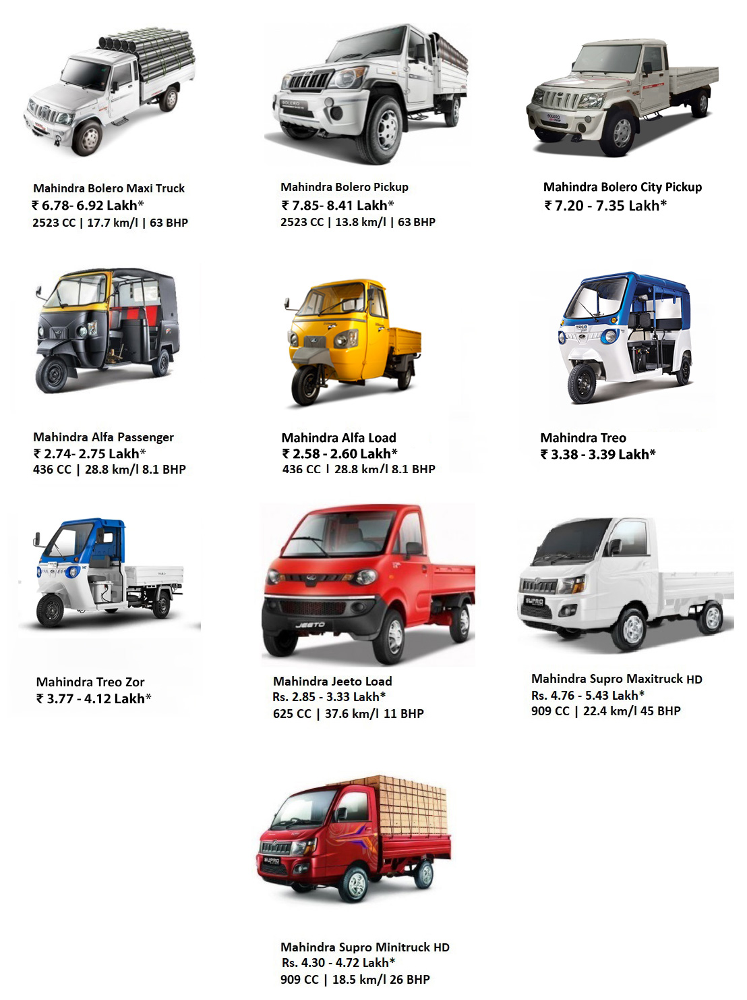 BOLERO
BOLERO
Mahindra Bolero Maxi Truck
₹ 6.78- 6.92 Lakh*
2523 CC | 17.7 km/l | 63 BHP
Mahindra Bolero Pickup
₹ 7.85- 8.41 Lakh*
2523 CC | 13.8 km/l | 63 BHP
Mahindra Bolero City Pickup
₹ 7.20 - 7.35 Lakh*
TREO
Mahindra Alfa Passenger
₹ 2.74- 2.75 Lakh*
436 CC | 28.8 km/l 8.1 BHP
Mahindra Alfa Load
₹ 2.58 - 2.60 Lakh*
436 CC | 28.8 km/l 8.1 BHP
Mahindra Treo
₹ 3.38 - 3.39 Lakh*
JEETO
SUPRO
Mahindra Treo Zor
₹ 3.77 - 4.12 Lakh*
Mahindra Jeeto Load
Rs. 2.85 - 3.33 Lakh*
625 CC | 37.6 km/l 11 BHP
Mahindra Supro Maxitruck HD
Rs. 4.76 - 5.43 Lakh*
909 CC | 22.4 km/l 45 BHP
SUPRO
Mahindra Supro Minitruck HD
Rs. 4.30 - 4.72 Lakh*
909 CC | 18.5 km/l 26 BHP